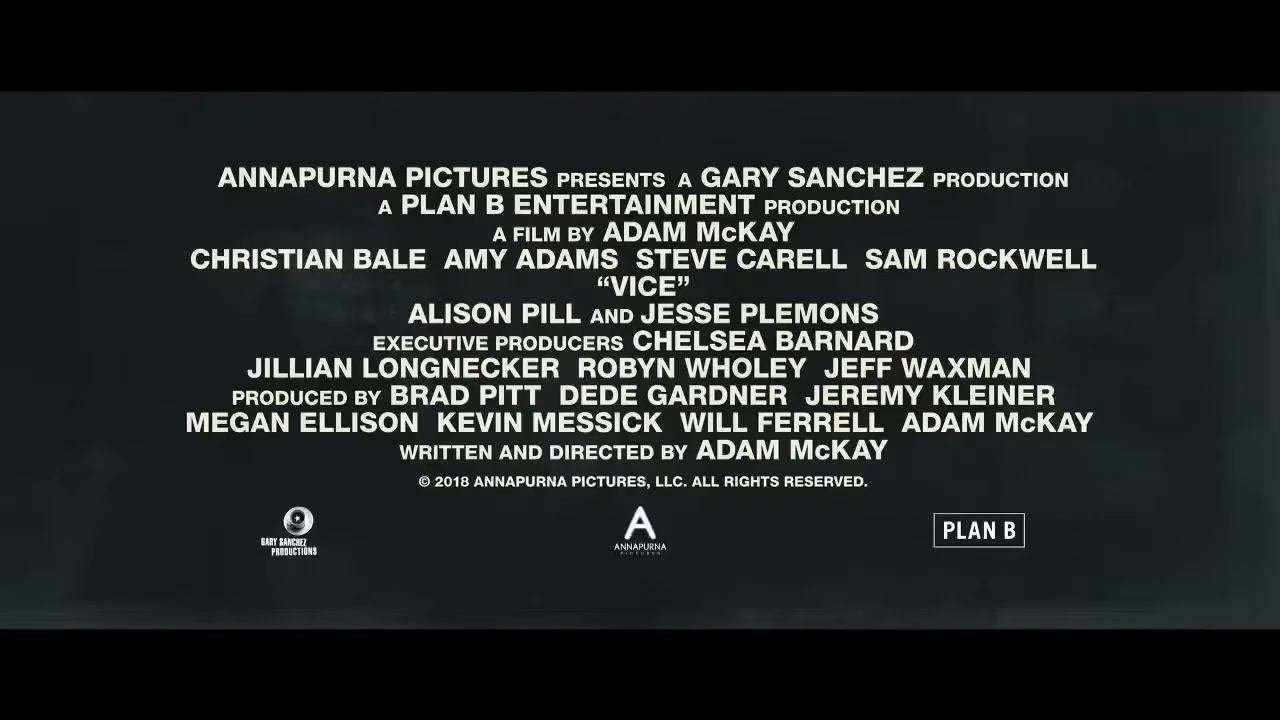 ANNAPURNA PICTURES PRESENTS A GARY SANCHEZ PRODUCTION
A PLAN B ENTERTAINMENT PRODUCTION
A FILM BY ADAM McKAY
CHRISTIAN BALE AMY ADAMS STEVE CARELL SAM ROCKWELL
“VICE”
ALISON PILL AND JESSE PLEMONS
EXECUTIVE PRODUCERS CHELSEA BARNARD
JILLIAN LONGNECKER ROBYN WHOLEY JEFF WAXMAN
PRODUCED BY BRAD PITT DEDE GARDNER JEREMY KLEINER
MEGAN ELLISON KEVIN MESSICK WILL FERRELL ADAM McKAY
WRITTEN AND DIRECTED BY ADAM McKAY
© 2018 ANNAPURNA PICTURES, LLC. ALL RIGHTS RESERVED.
GARY SANCHEZ
PRODUCTIONS
A
ANNAPURNA
PICTURES
PLAN B